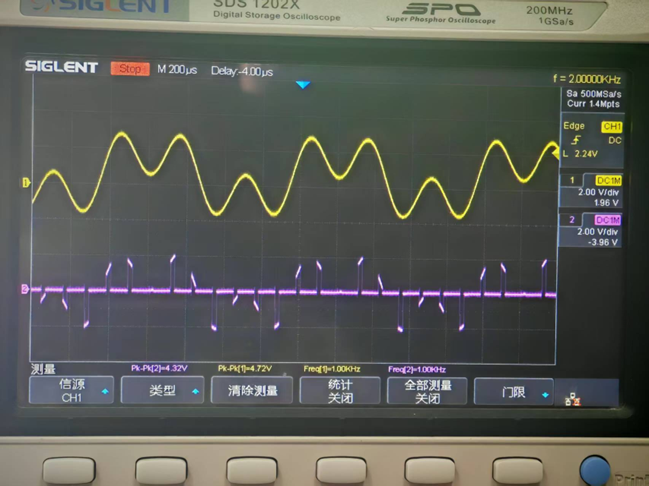 SIGLENT
SDS 1202X
Digital Storage Oscilloscope
SPO
Super Phosphor Oscilloscope
200MHz
1GSa/s
SIGLENT Stop M 200μs Delay:-4.00μs
f = 2.00000KHz
Sa 500MSa/s
Curr 1.4Mpts
Edge CH1
DC
L 2.24V
1 DC1M
2.00 V/div
1.96 V
2 DC1M
2.00 V/div
-3.96 V
1
2
测量 Pk-Pk[2]=4.32V Pk-Pk[1]=4.72V Freq[1]=1.00KHz Freq[2]=1.00KHz
信源
CH1
类型
清除测量
统计
关闭
全部测量
关闭
门限
Print